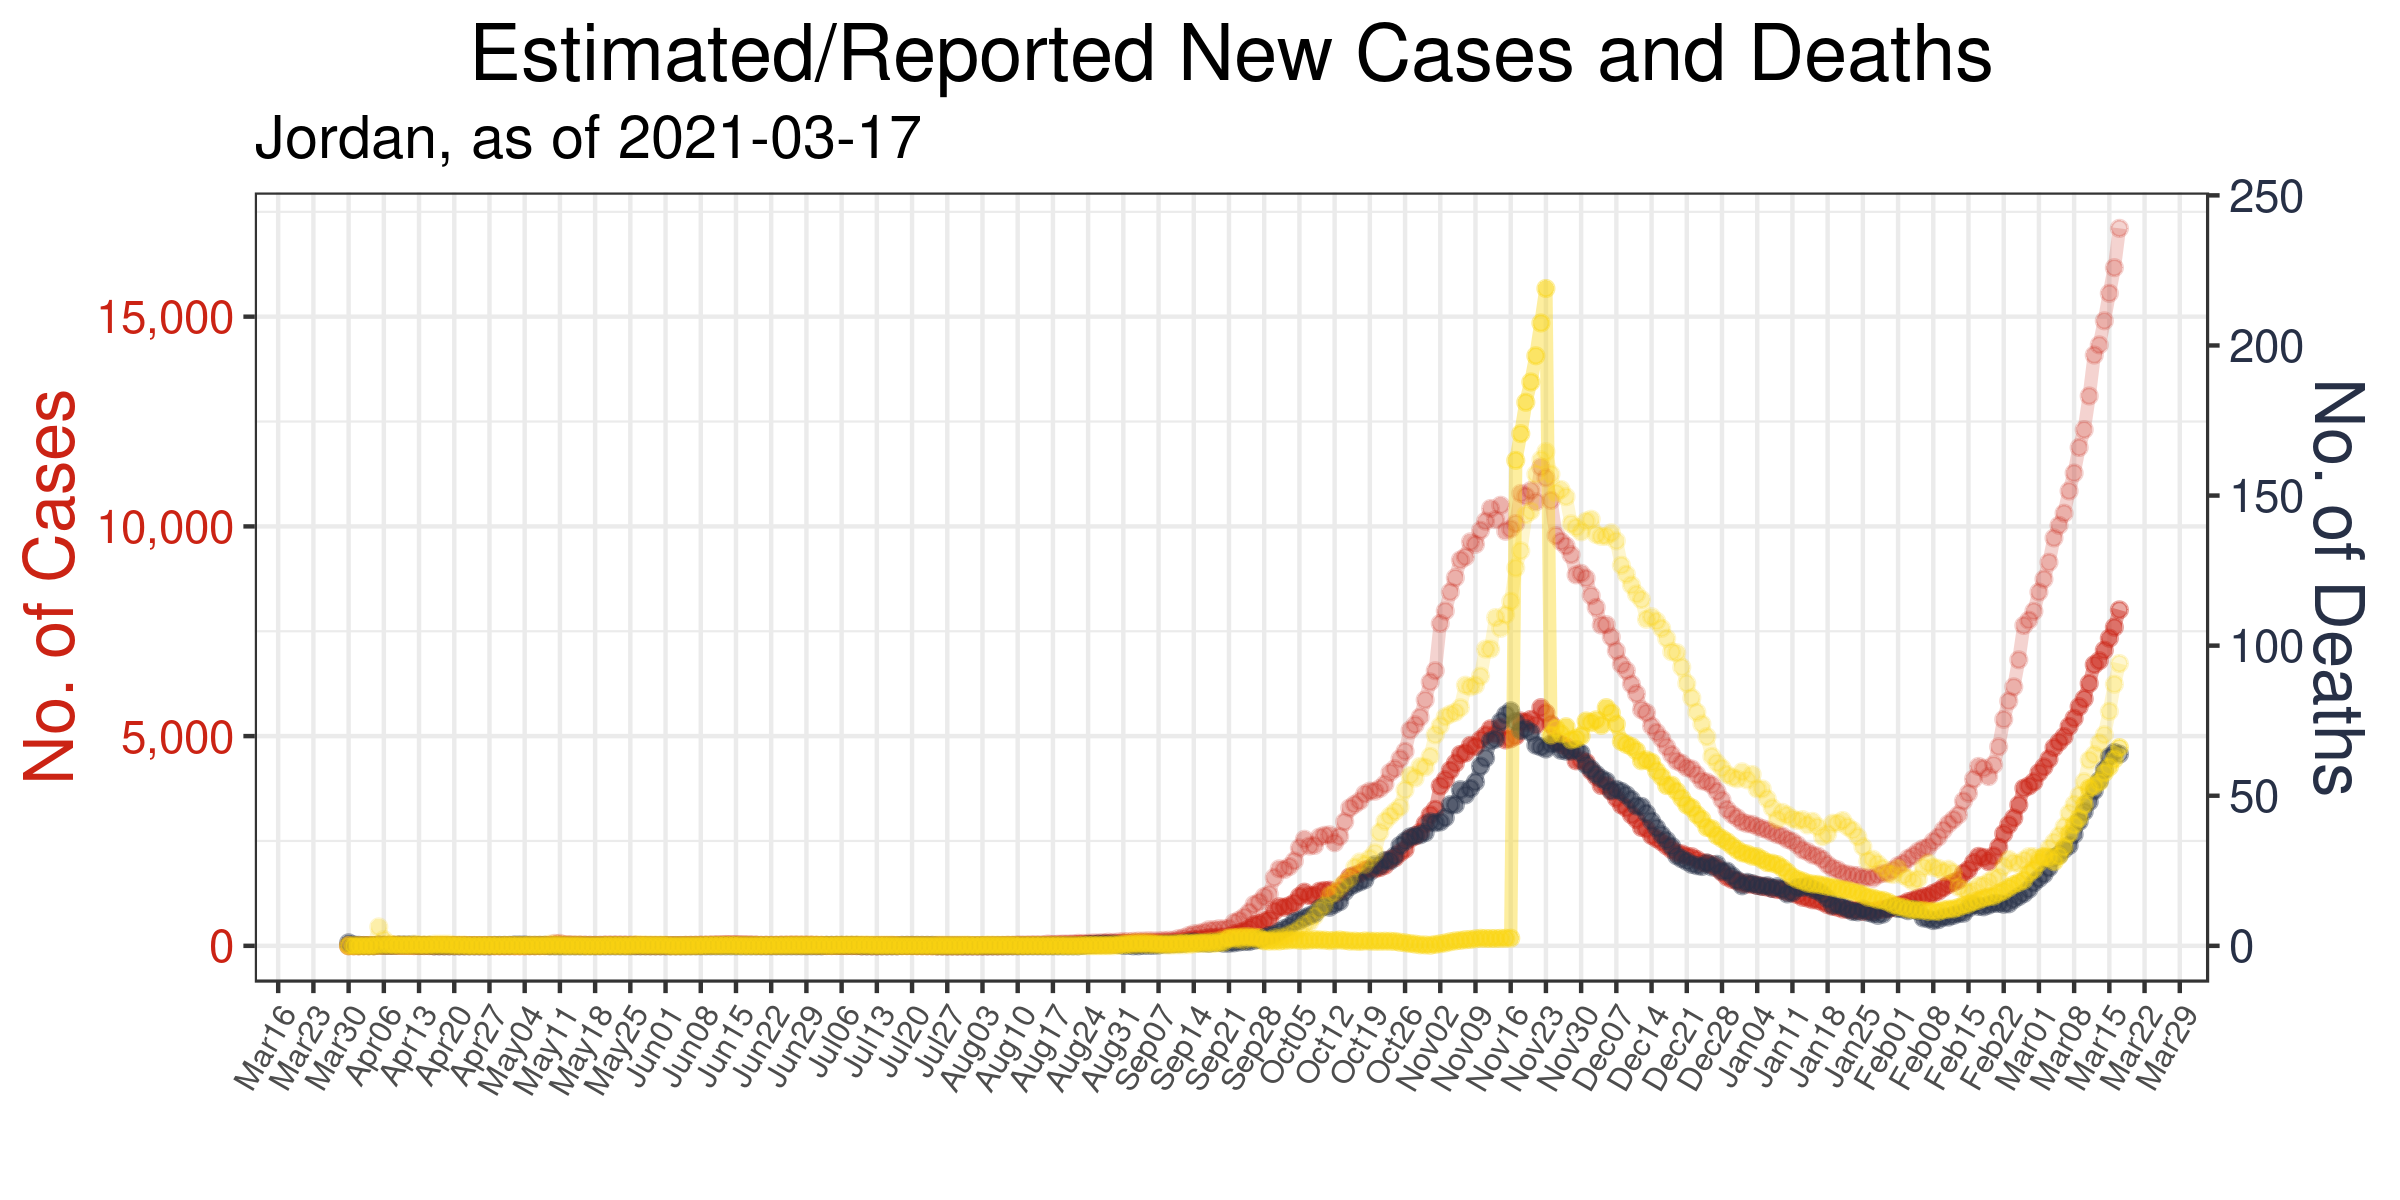 Estimated/Reported New Cases and Deaths
Jordan, as of 2021-03-17
No. of Cases
15,000
10,000
5,000
0
250
200
150
100
50
0
No. of Deaths
Mar16
Mar23
Mar30
Apr06
Apr13
Apr20
Apr27
May04
May11
May18
May25
Jun01
Jun08
Jun15
Jun22
Jun29
Jul06
Jul13
Jul20
Jul27
Aug03
Aug10
Aug17
Aug24
Aug31
Sep07
Sep14
Sep21
Sep28
Oct05
Oct12
Oct19
Oct26
Nov02
Nov09
Nov16
Nov23
Nov30
Dec07
Dec14
Dec21
Dec28
Jan04
Jan11
Jan18
Jan25
Feb01
Feb08
Feb15
Feb22
Mar01
Mar08
Mar15
Mar22
Mar29